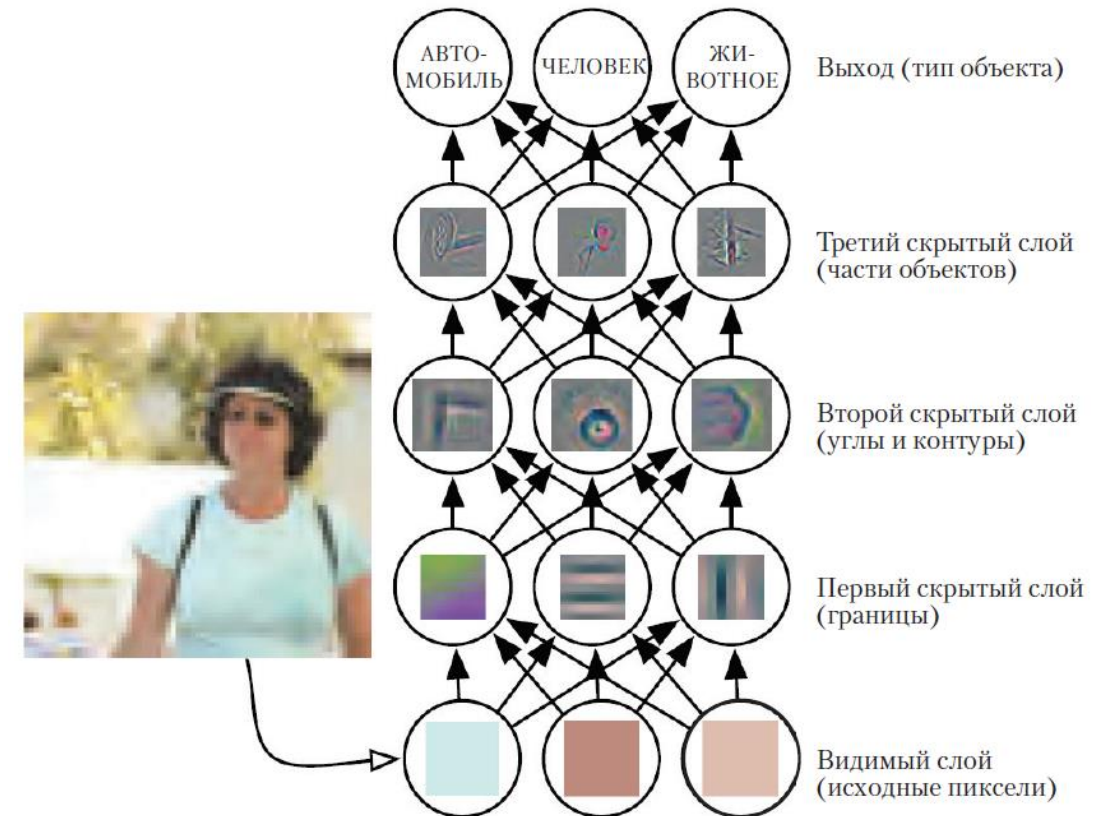 АВТО-
МОБИЛЬ
ЧЕЛОВЕК
ЖИ-
ВОТНОЕ
Выход (тип объекта)
Третий скрытый слой
(части объектов)
Второй скрытый слой
(углы и контуры)
Первый скрытый слой
(границы)
Видимый слой
(исходные пиксели)